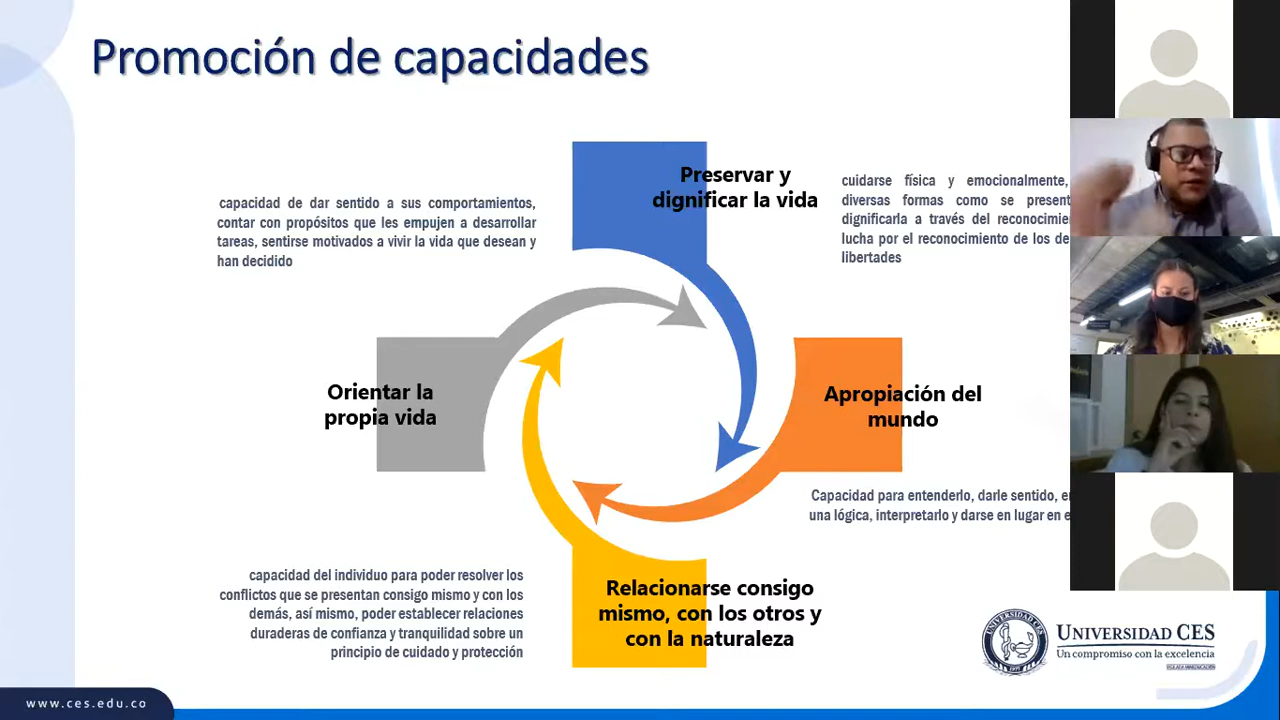 Promoción de capacidades
capacidad de dar sentido a sus comportamientos,
contar con propósitos que les empujen a desarrollar
tareas, sentirse motivados a vivir la vida que desean y
han decidido
Preservar y
dignificar la vida
cuidarse física y emocionalmente,
diversas formas como se
dignificarla a través del
lucha por el reconocimiento de los
libertades
Orientar la
propia vida
Apropiación del
mundo
Capacidad para entenderlo, darle sentido,
una lógica, interpretarlo y darse en lugar en
capacidad del individuo para poder resolver los
conflictos que se presentan consigo mismo y con los
demás, así mismo, poder establecer relaciones
duraderas de confianza y tranquilidad sobre un
principio de cuidado y protección
Relacionarse consigo
mismo, con los otros y
con la naturaleza
UNIVERSIDAD CES
Un compromiso con la excelencia
www.ces.edu.co